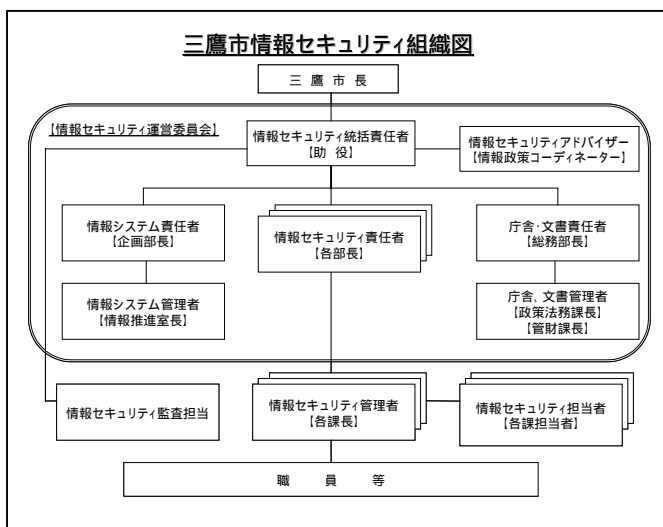 三鷹市情報セキュリティ組織図
三 鷹 市 長
【情報セキュリティ運営委員会】
情報セキュリティ統括責任者
【助 役】
情報セキュリティアドバイザー
【情報政策コーディネーター】
情報システム責任者
【企画部長】
情報セキュリティ責任者
【各部長】
庁舎・文書責任者
【総務部長】
情報システム管理者
【情報推進室長】
庁舎、文書管理者
【政策法務課長】
【管財課長】
情報セキュリティ監査担当
情報セキュリティ管理者
【各課長】
情報セキュリティ担当者
【各課担当者】
職 員 等